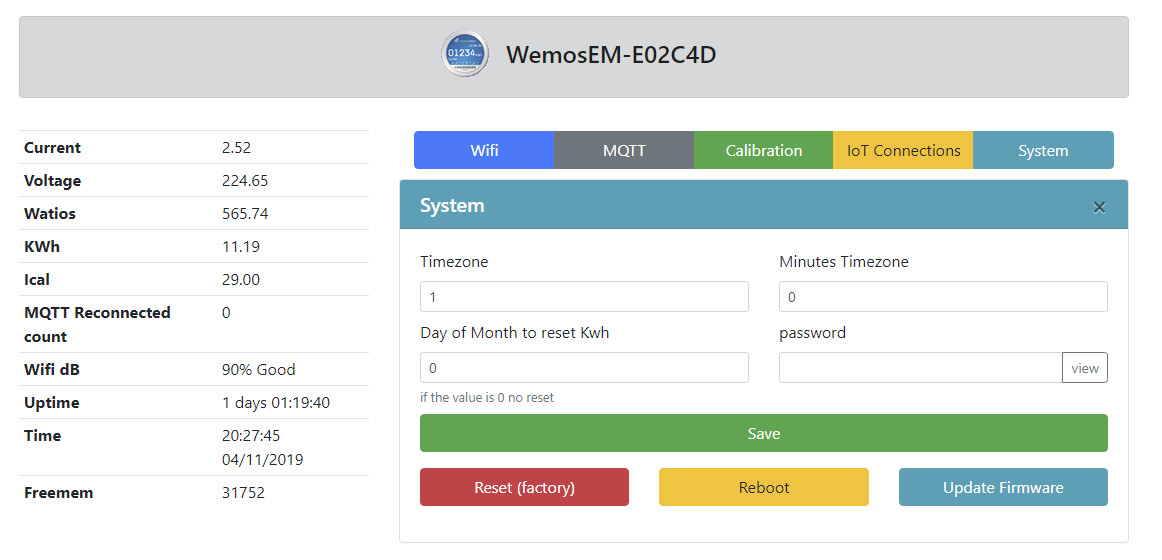 WemosEM-E02C4D
Current 2.52
Voltage 224.65
Watios 565.74
KWh 11.19
Ical 29.00
MQTT Reconnected 0
count
Wifi dB 90% Good
Uptime 1 days 01:19:40
Time 20:27:45
04/11/2019
Freemem 31752
Wifi MQTT Calibration IoT Connections System
System ×
Timezone Minutes Timezone
1 0
Day of Month to reset Kwh password
0 view
if the value is 0 no reset
Save
Reset (factory) Reboot Update Firmware